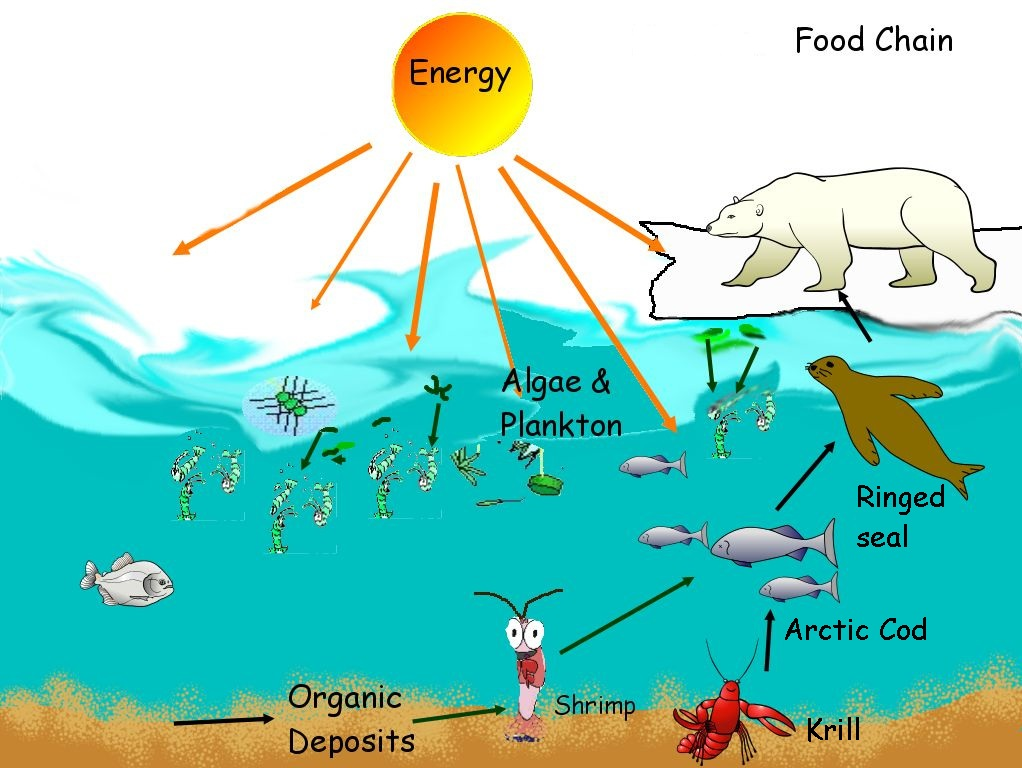 Food Chain
Energy
Algae &
Plankton
Ringed
seal
Arctic Cod
Organic
Deposits
Shrimp
Krill